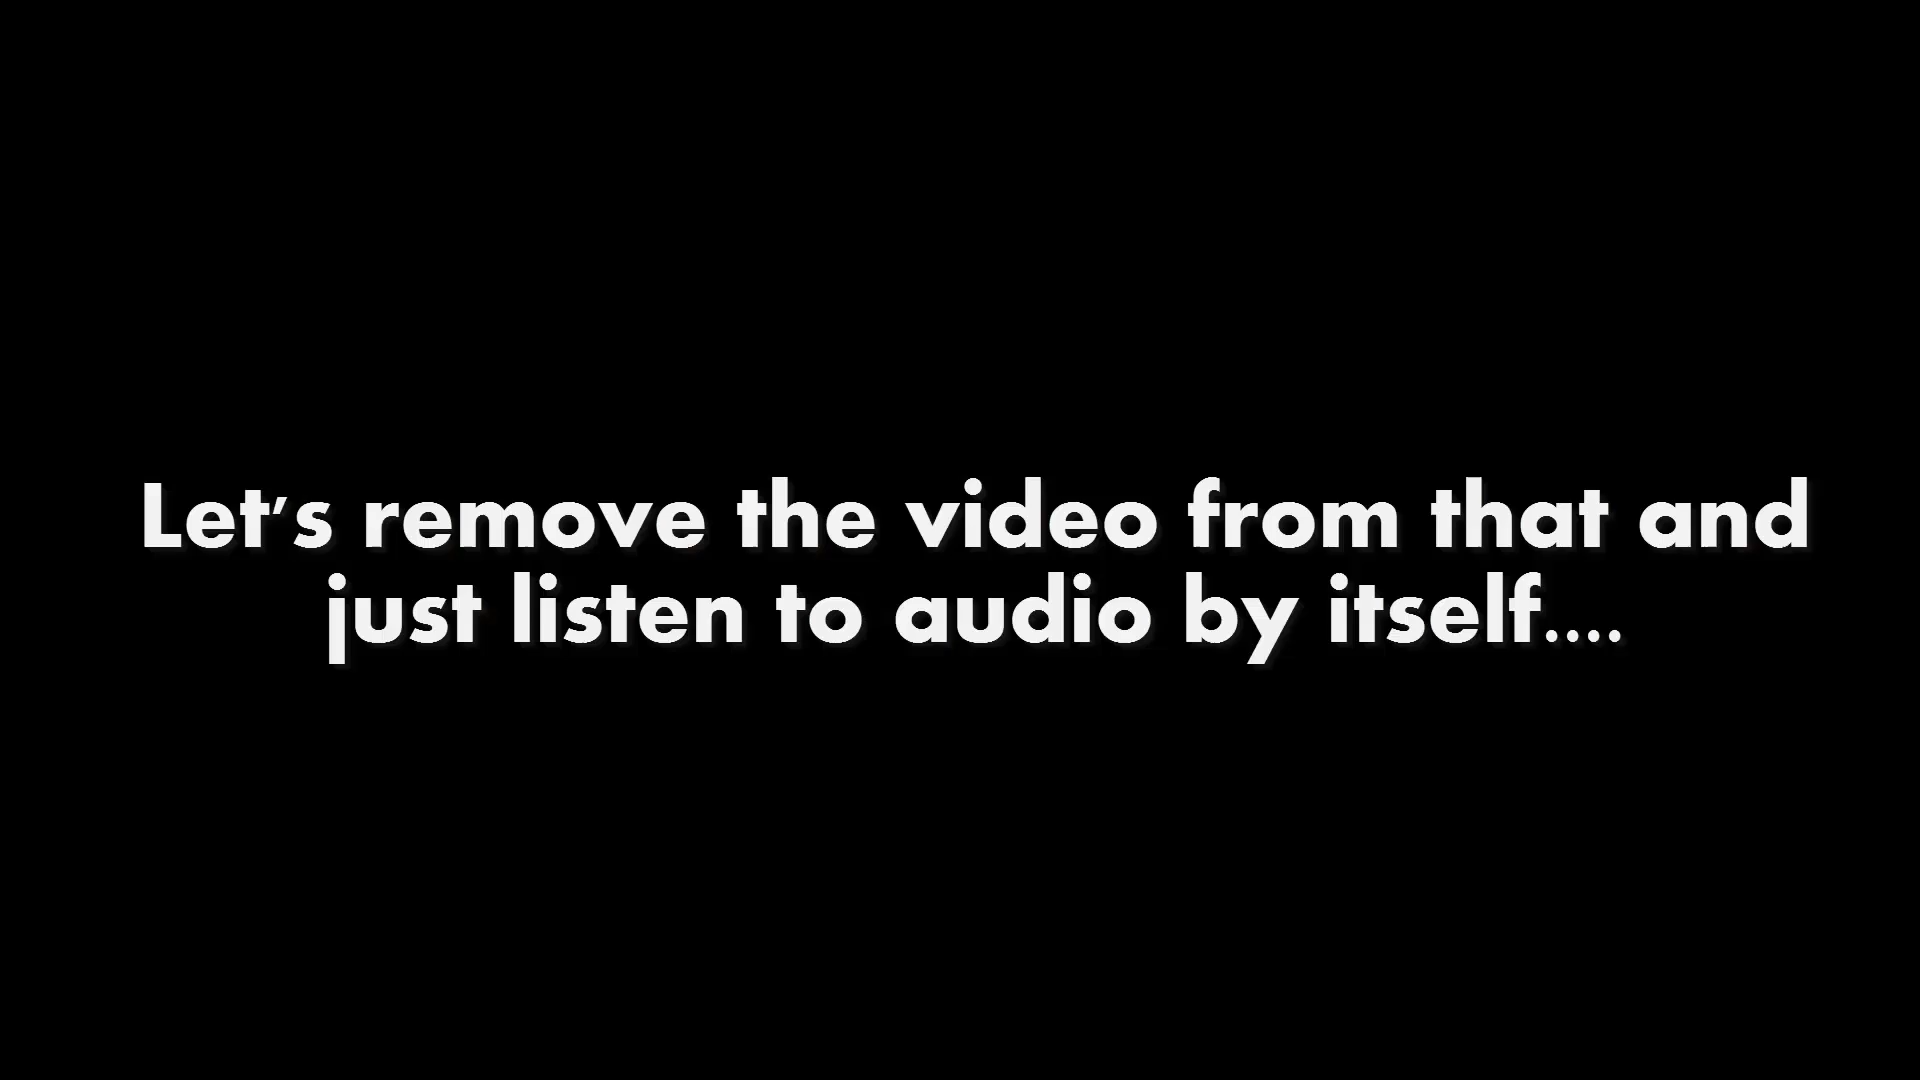 Let's remove the video from that and
just listen to audio by itself....